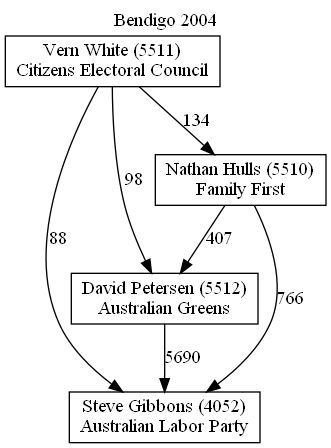 Bendigo 2004
Vern White (5511)
Citizens Electoral Council
134
Nathan Hulls (5510)
Family First
98
88
407
766
David Petersen (5512)
Australian Greens
5690
Steve Gibbons (4052)
Australian Labor Party